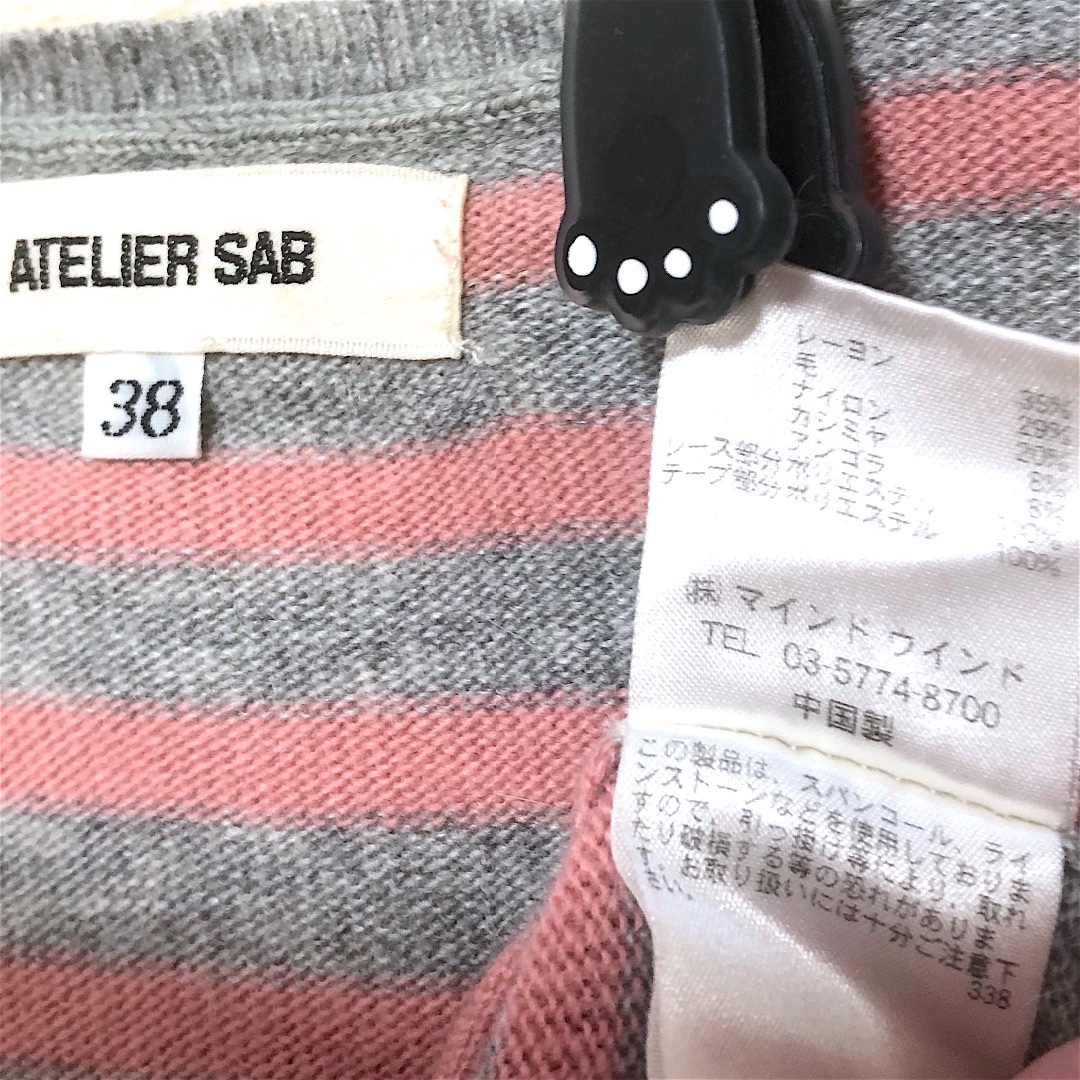 ATELIER SAB
38
レーヨン
毛 29%
ナイロン 20%
カシミヤ
アンゴラ
レース部分ポリエステル
テープ部分ポリエステル 100%
㈱ マインド ウインド
TEL 03-5774-8700
中国製
この製品は、スパンコール、ライ
ンストーンなどを使用しておりま
すので、引っ掛け等により、取れ
たり破損する等の恐れがありま
す。お取り扱いには十分ご注意下
さい。
338